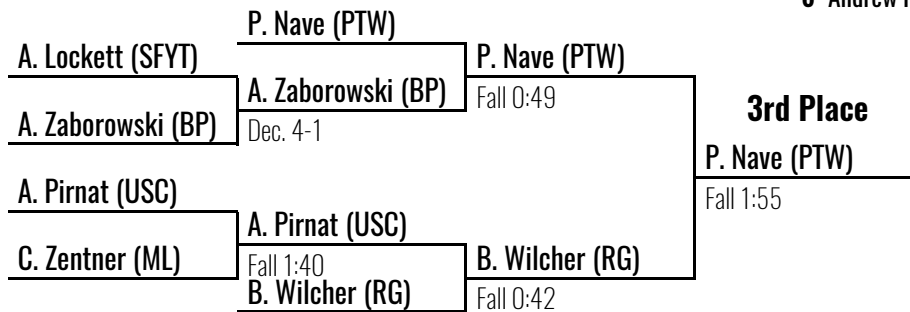 Andrew
P. Nave (PTW)
A. Lockett (SFYT)
P. Nave (PTW)
A. Zaborowski (BP)
Fall 0:49
3rd Place
A. Zaborowski (BP)
Dec. 4-1
P. Nave (PTW)
A. Pirnat (USC)
Fall 1:55
A. Pirnat (USC)
C. Zentner (ML)
Fall 1:40
B. Wilcher (RG)
B. Wilcher (RG)
Fall 0:42